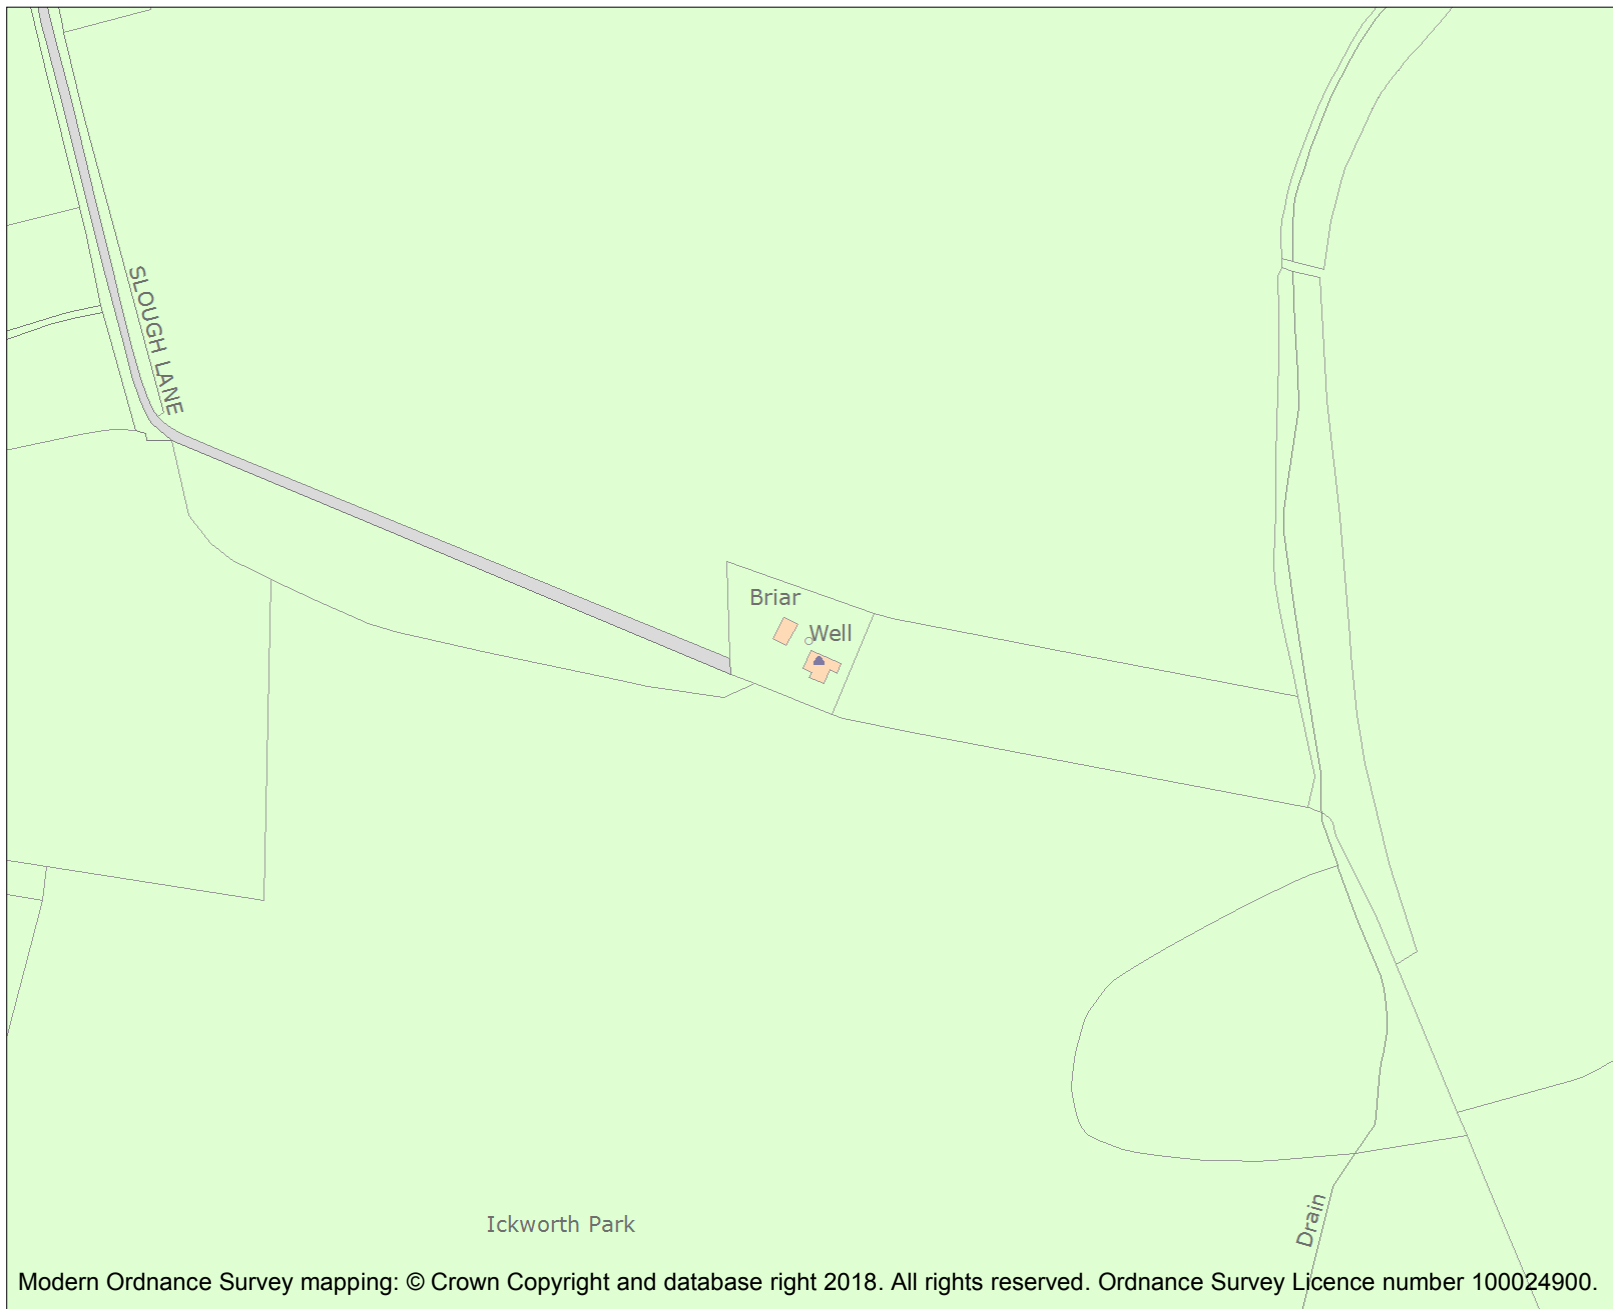 SLOUGH LANE
Briar
Well
Drain
Ickworth Park
Modern Ordnance Survey mapping: © Crown Copyright and database right 2018. All rights reserved. Ordnance Survey Licence number 100024900.